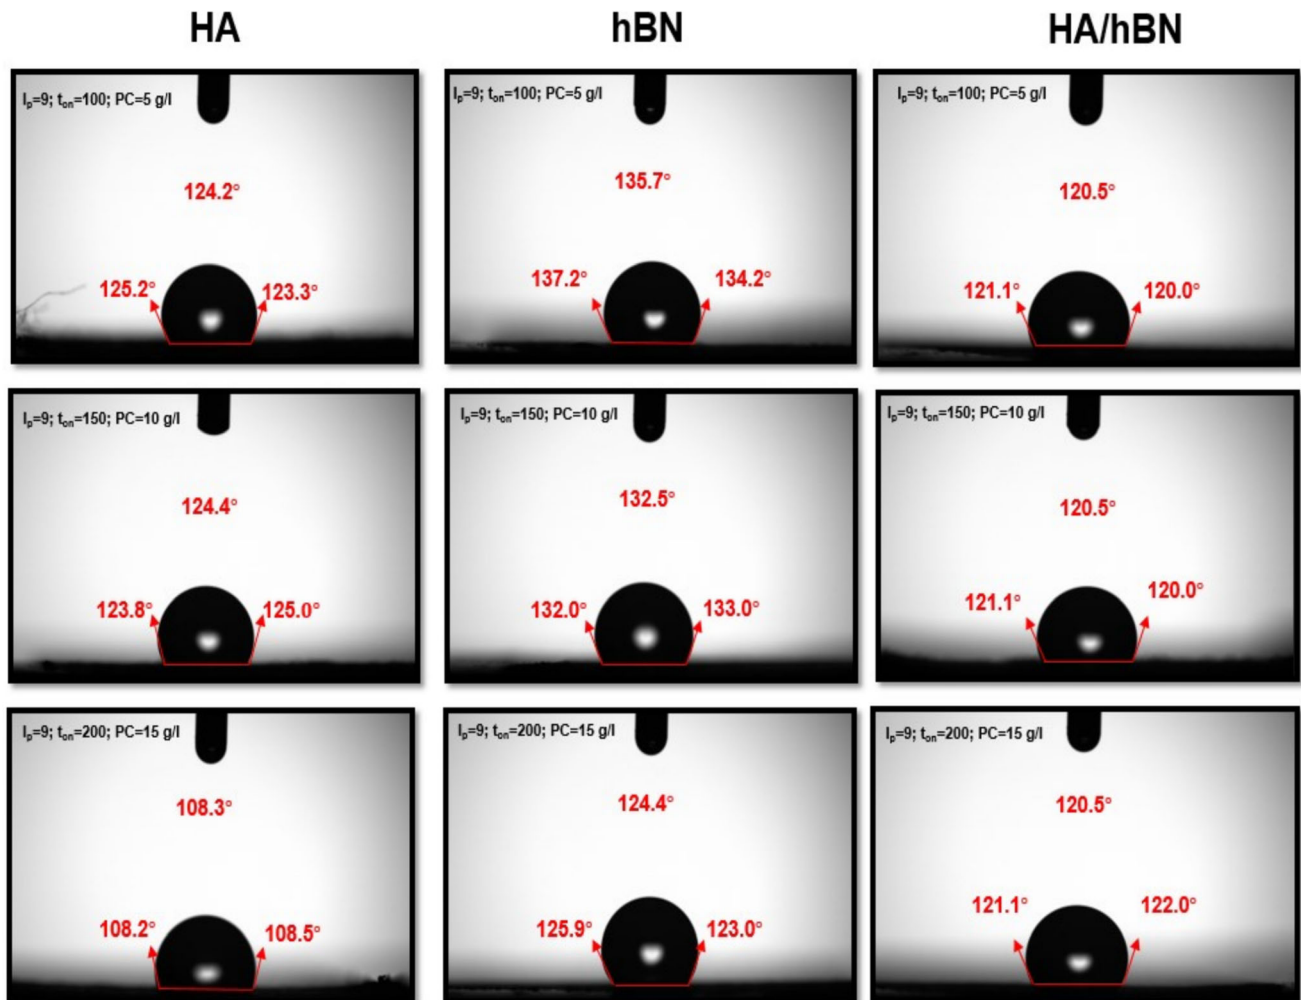 HA
hBN
HA/hBN
Iₚ=9; tₒₙ=100; PC=5 g/l
124.2°
125.2°
123.3°
Iₚ=9; tₒₙ=100; PC=5 g/l
135.7°
137.2°
134.2°
Iₚ=9; tₒₙ=100; PC=5 g/l
120.5°
121.1°
120.0°
Iₚ=9; tₒₙ=150; PC=10 g/l
124.4°
123.8°
125.0°
Iₚ=9; tₒₙ=150; PC=10 g/l
132.5°
132.0°
133.0°
Iₚ=9; tₒₙ=150; PC=10 g/l
120.5°
121.1°
120.0°
Iₚ=9; tₒₙ=200; PC=15 g/l
108.3°
108.2°
108.5°
Iₚ=9; tₒₙ=200; PC=15 g/l
124.4°
125.9°
123.0°
Iₚ=9; tₒₙ=200; PC=15 g/l
120.5°
121.1°
122.0°